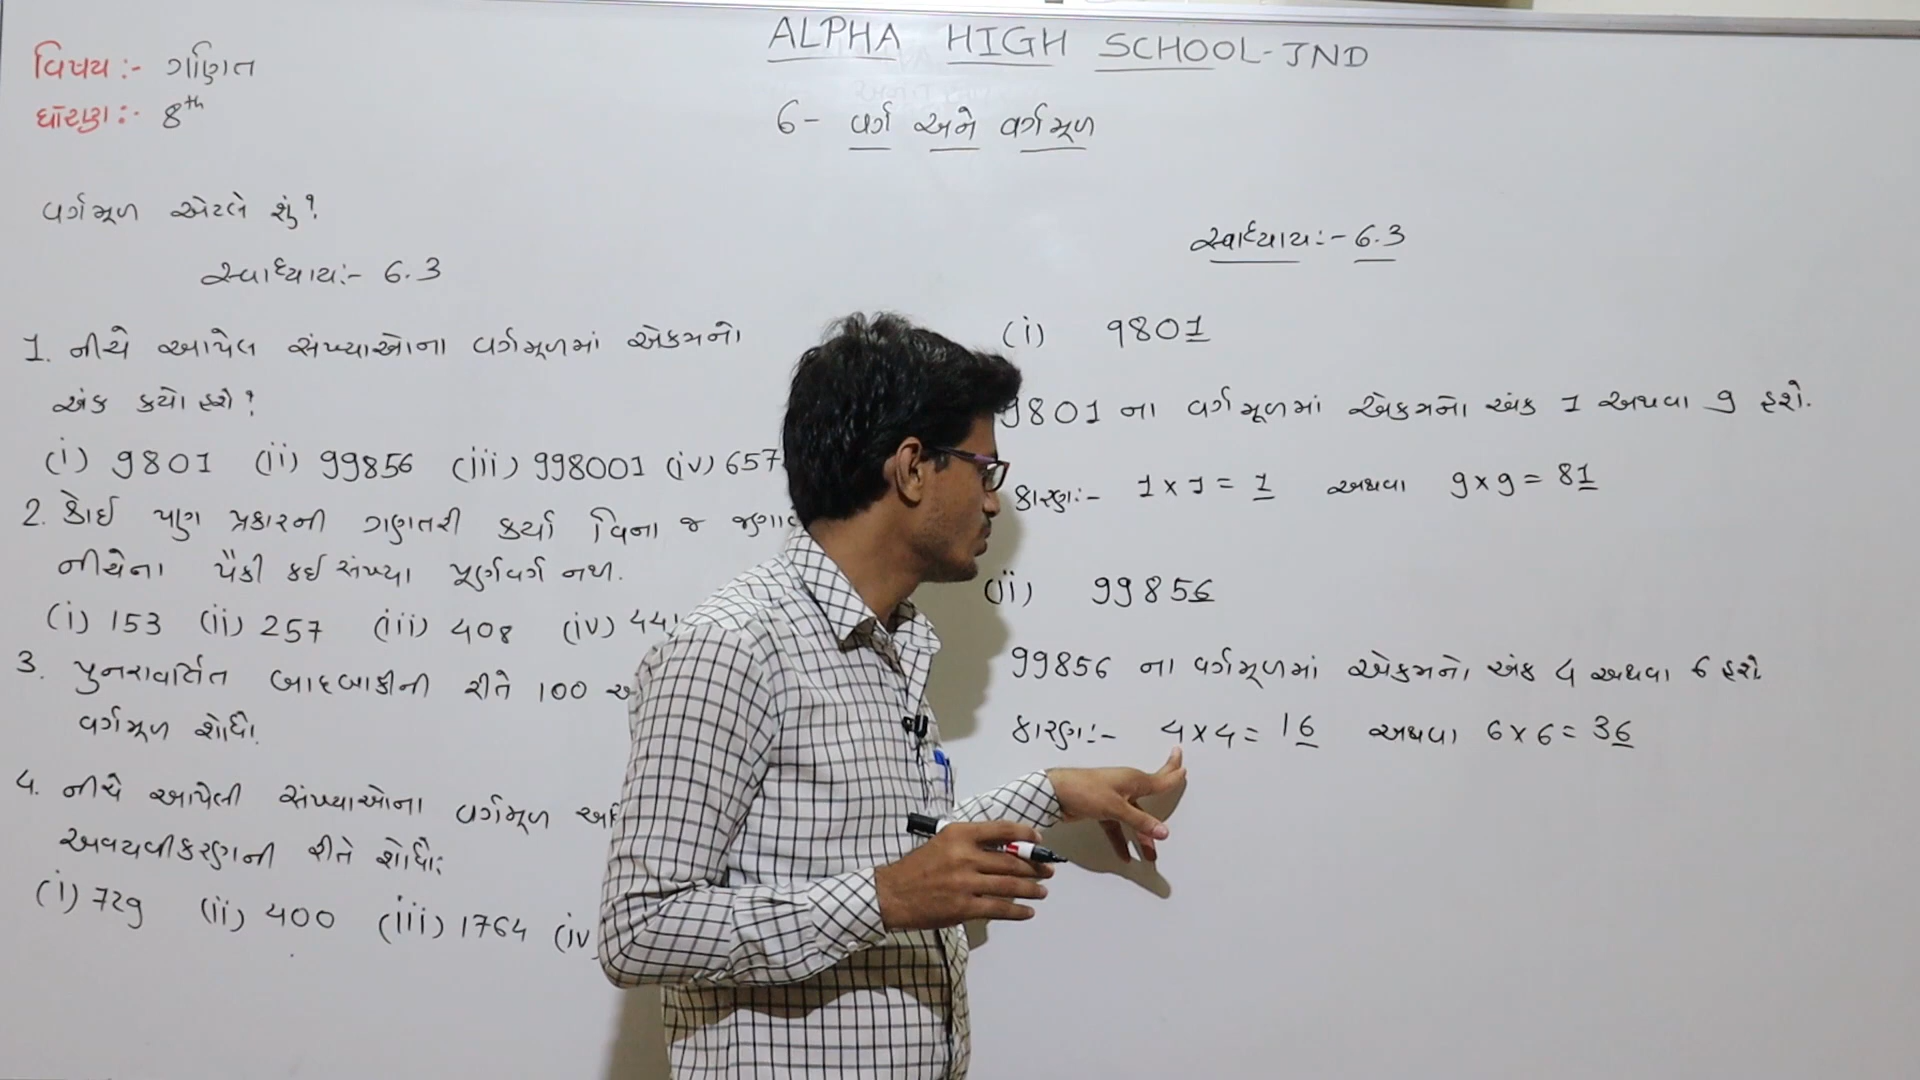 ALPHA HIGH SCHOOL-JND
વિષય:- ગણિત
ધોરણ:- 8th
6- વર્ગ અને વર્ગમૂળ
વર્ગમૂળ એટલે શું?
સ્વાધ્યાય:- 6.3
1. નીચે આપેલ સંખ્યાઓના વર્ગમૂળમાં એકમનો
અંક કયો હશે?
(i) 9801 (ii) 99856 (iii) 998001 (iv) 657
2. કોઈ પણ પ્રકારની ગણતરી કર્યા વિના જ
નીચેના પૈકી કઈ સંખ્યા પૂર્ણવર્ગ નથી.
(i) 153 (ii) 257 (iii) 408 (iv) 441
3. પુનરાવર્તિત બાદબાકીની રીતે 100
વર્ગમૂળ શોધો.
4. નીચે આપેલી સંખ્યાઓના વર્ગમૂળ
અવયવીકરણની રીતે શોધો:
(i) 729 (ii) 400 (iii) 1764 (iv
સ્વાધ્યાય:- 6.3
(i) 9801
9801 ના વર્ગમૂળમાં એકમનો અંક 1 અથવા 9 હશે.
કારણ:- 1 x 1 = 1 અથવા 9 x 9 = 81
(ii) 99856
99856 ના વર્ગમૂળમાં એકમનો અંક 4 અથવા 6 હશે.
કારણ:- 4 x 4 = 16 અથવા 6 x 6 = 36